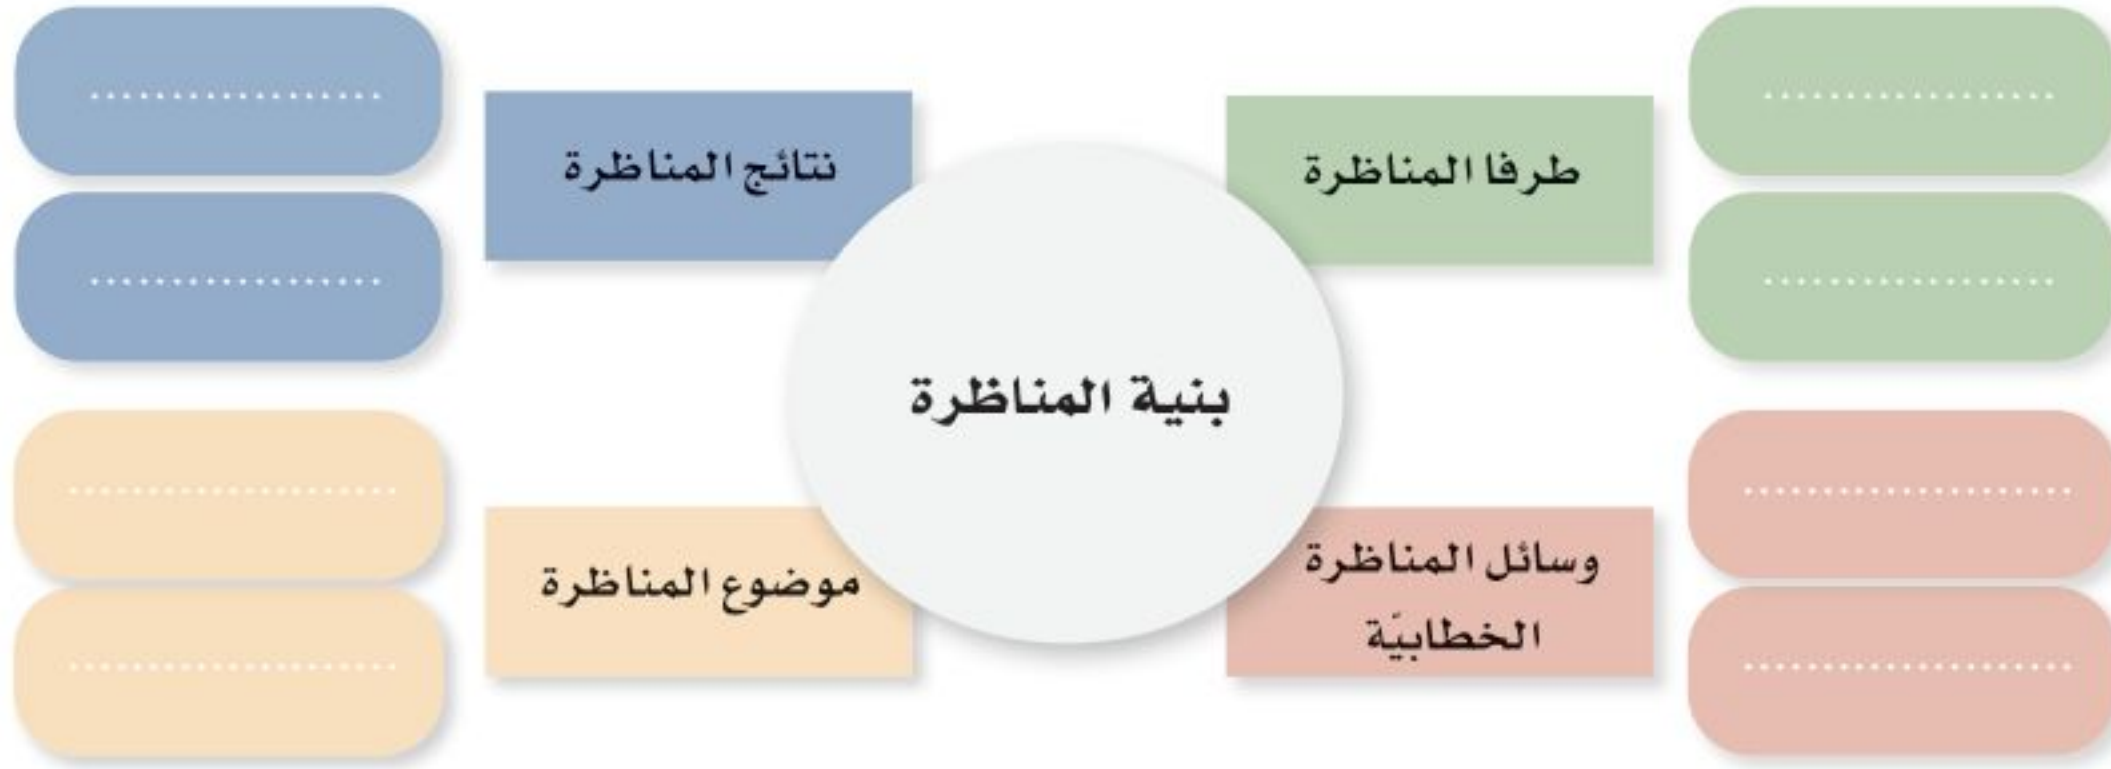 طرفا المناظرة
نتائج المناظرة
بنية المناظرة
وسائل المناظرة
الخطابيّة
موضوع المناظرة